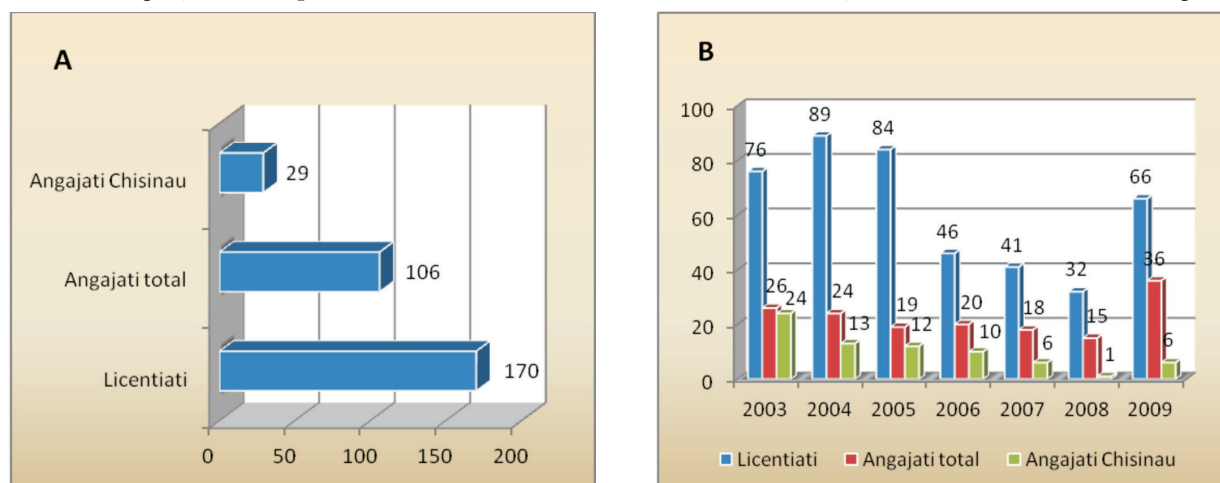 A
Angajati Chisinau
29
Angajati total
106
Licentiati
170
0 50 100 150 200
B
100
80
60
40
20
0
76 26 24
89 24 13
84 19 12
46 20 10
41 18 6
32 15 1
66 36 6
2003 2004 2005 2006 2007 2008 2009
Licentiati Angajati total Angajati Chisinau